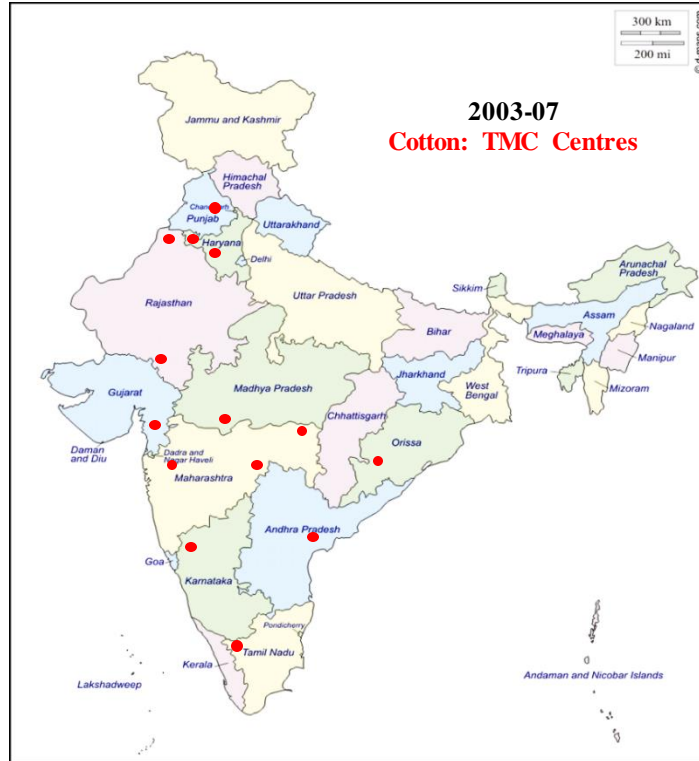 300 km
200 mi
© d-maps.com
2003-07
Cotton: TMC Centres
Jammu and Kashmir
Himachal
Pradesh
Punjab
Uttarakhand
Haryana
Delhi
Arunachal
Pradesh
Sikkim
Uttar Pradesh
Rajasthan
Assam
Nagaland
Bihar
Meghalaya
Manipur
Tripura
Mizoram
Jharkhand
West
Bengal
Gujarat
Madhya Pradesh
Chhattisgarh
Orissa
Daman
and Diu
Dadra and
Nagar Haveli
Maharashtra
Andhra Pradesh
Goa
Karnataka
Pondicherry
Tamil Nadu
Kerala
Lakshadweep
Andaman and Nicobar Islands